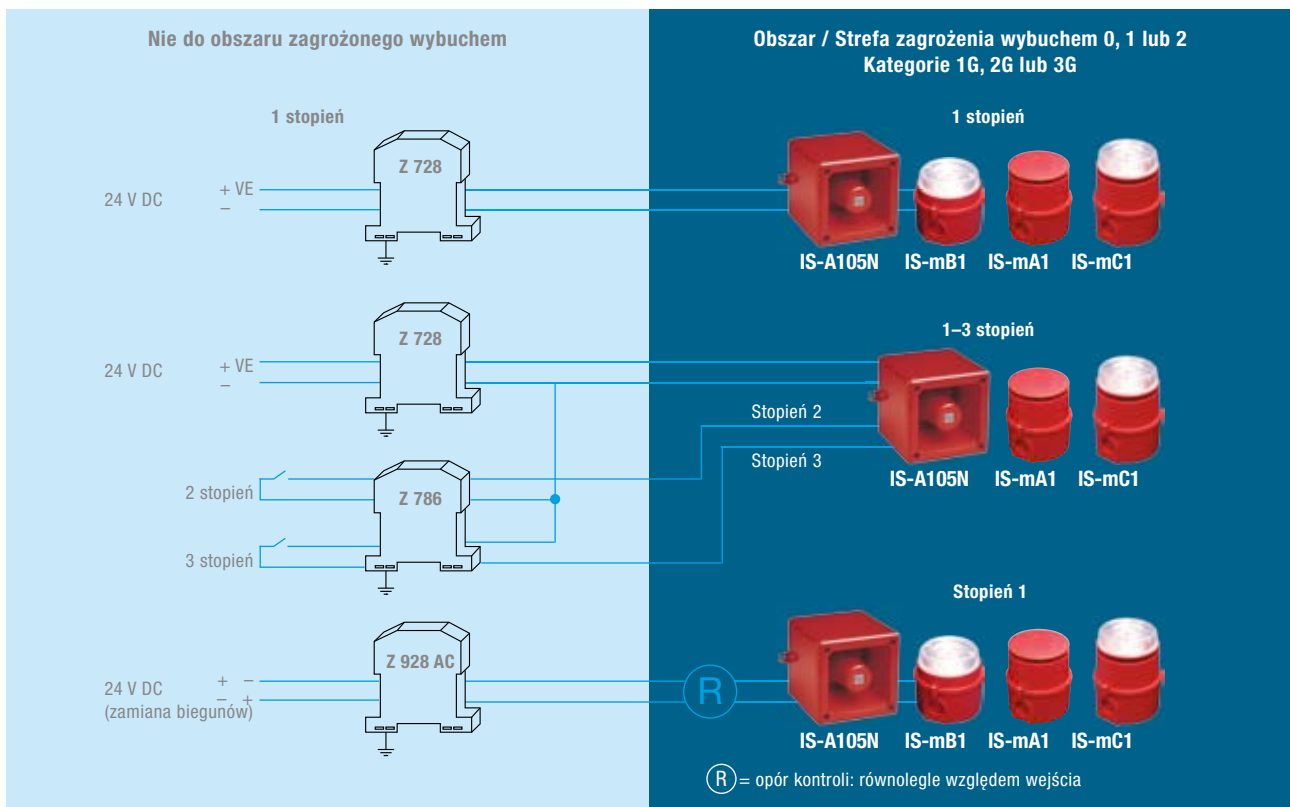 Nie do obszaru zagrożonego wybuchem
Obszar / Strefa zagrożenia wybuchem 0, 1 lub 2
Kategorie 1G, 2G lub 3G
1 stopień
1 stopień
Z 728
24 V DC
+ VE
–
IS-A105N IS-mB1 IS-mA1 IS-mC1
1–3 stopień
Z 728
24 V DC
+ VE
–
Stopień 2
Stopień 3
IS-A105N IS-mA1 IS-mC1
2 stopień
Z 786
3 stopień
Stopień 1
Z 928 AC
24 V DC
(zamiana biegunów)
+ –
– +
R
IS-A105N IS-mB1 IS-mA1 IS-mC1
R = opór kontroli: równolegle względem wejścia